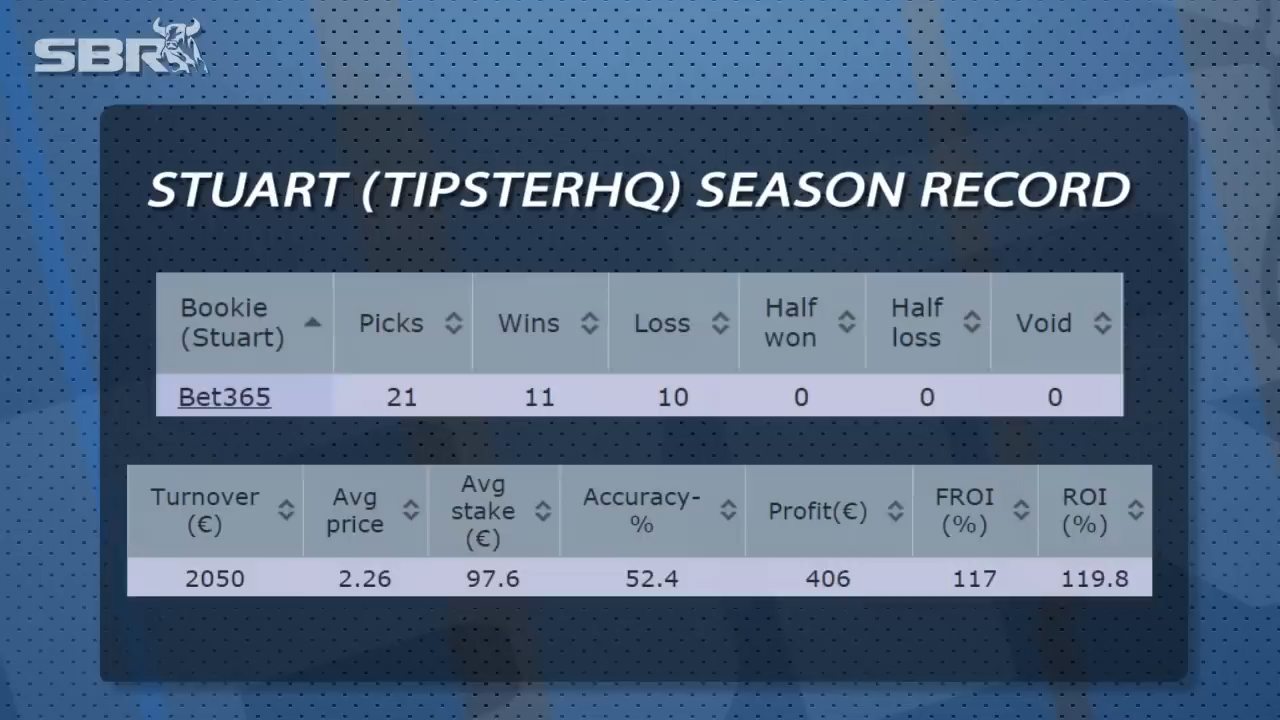 SBR
STUART (TIPSTERHQ) SEASON RECORD
Bookie (Stuart) Picks Wins Loss Half won Half loss Void
Bet365 21 11 10 0 0 0
Turnover (€) Avg price Avg stake (€) Accuracy-% Profit(€) FROI (%) ROI (%)
2050 2.26 97.6 52.4 406 117 119.8